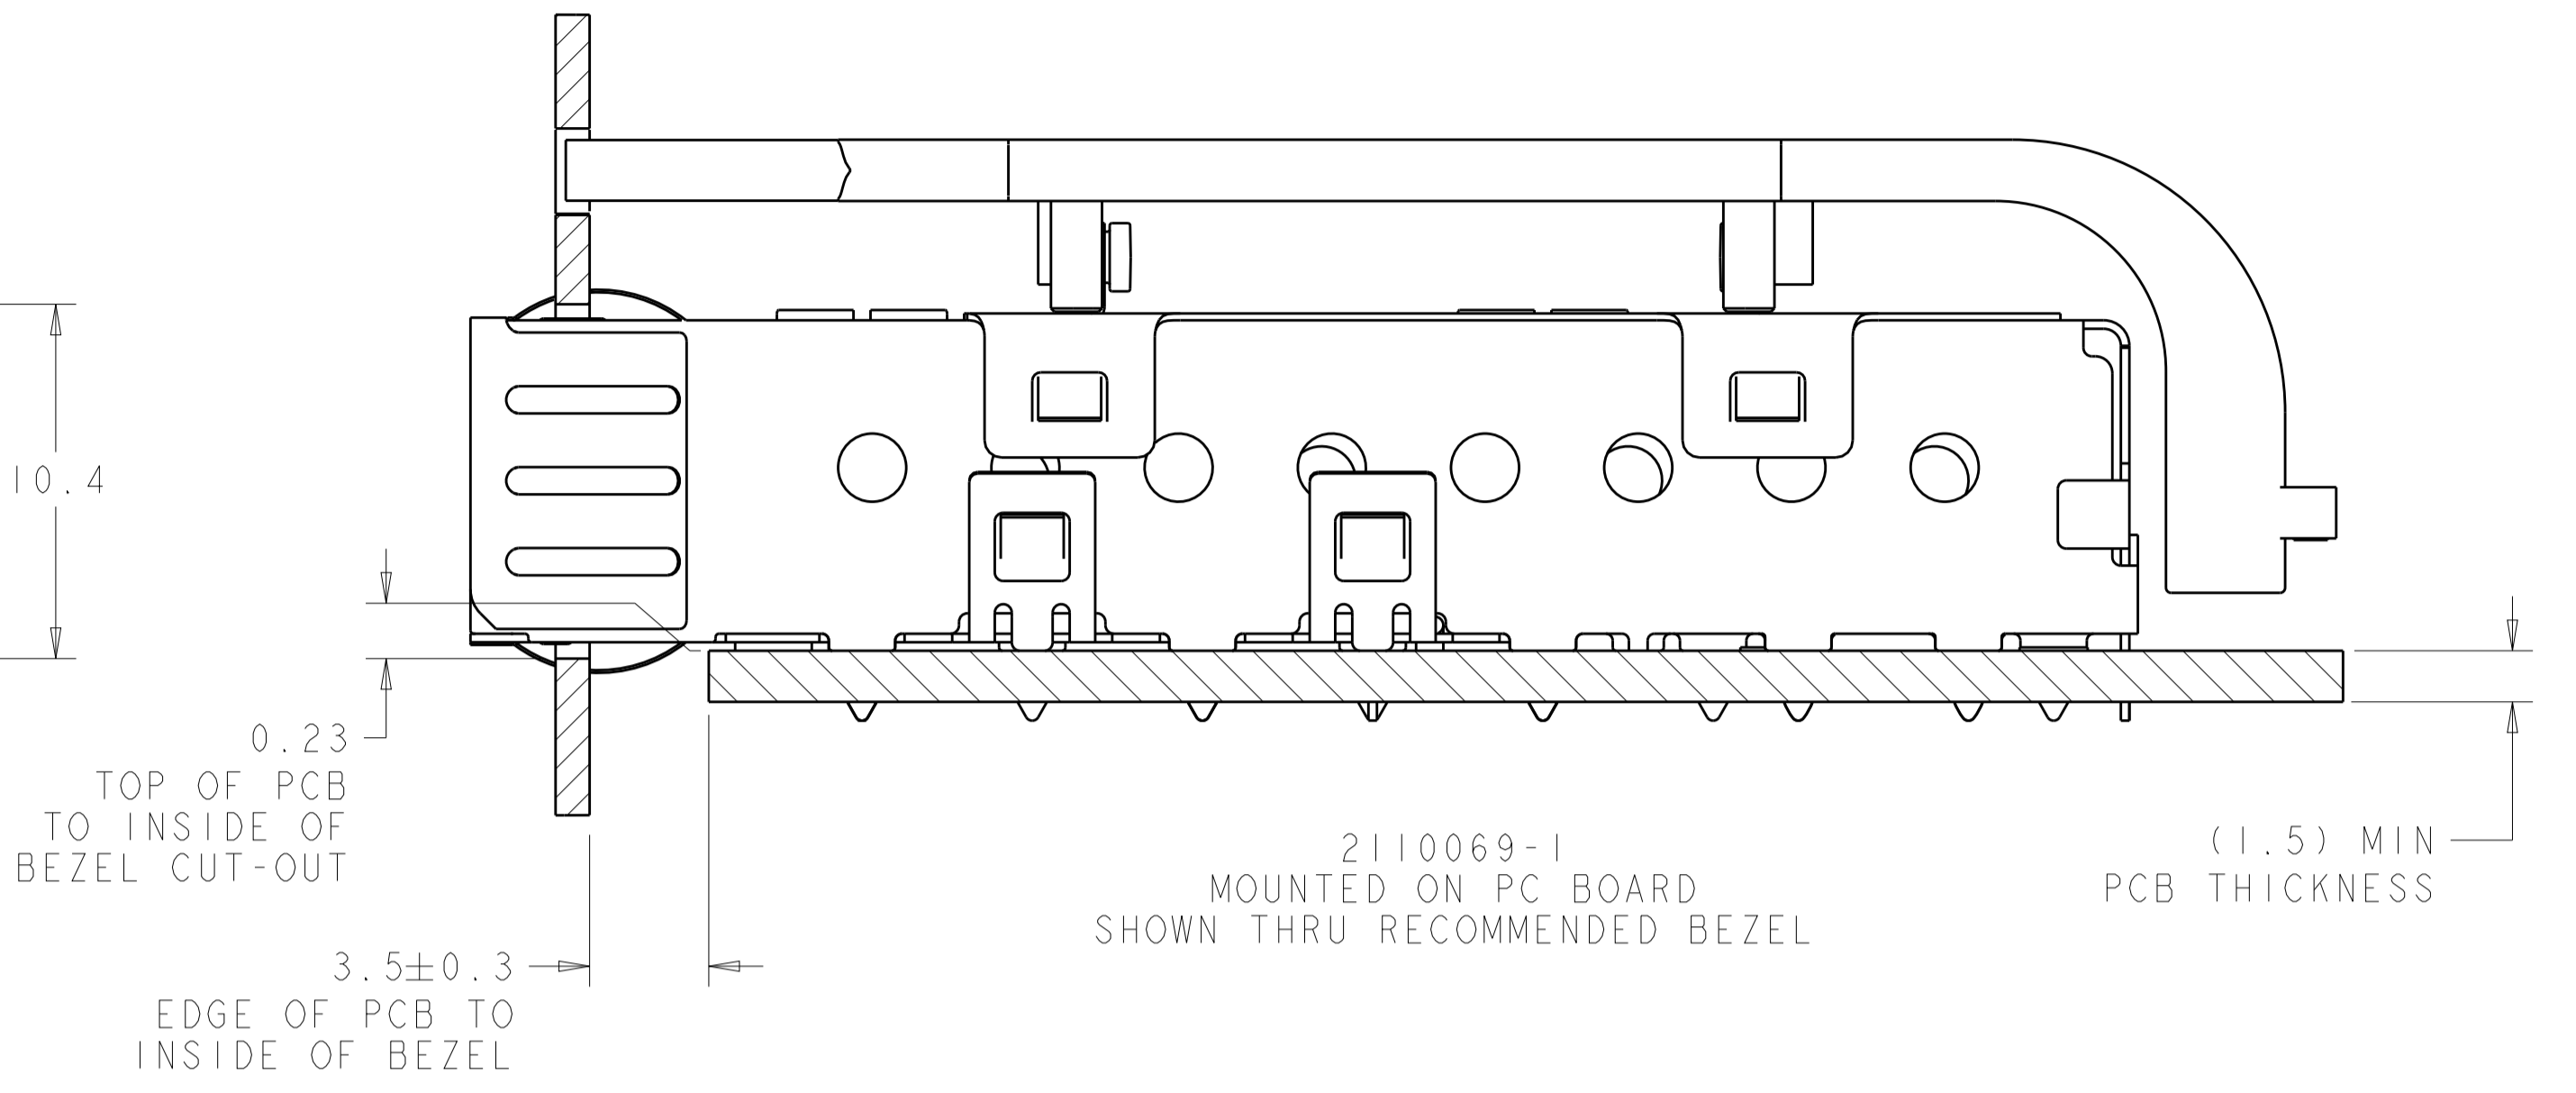 10.4
0.23
TOP OF PCB
TO INSIDE OF
BEZEL CUT-OUT
3.5±0.3
EDGE OF PCB TO
INSIDE OF BEZEL
2110069-1
MOUNTED ON PC BOARD
SHOWN THRU RECOMMENDED BEZEL
(1.5) MIN
PCB THICKNESS